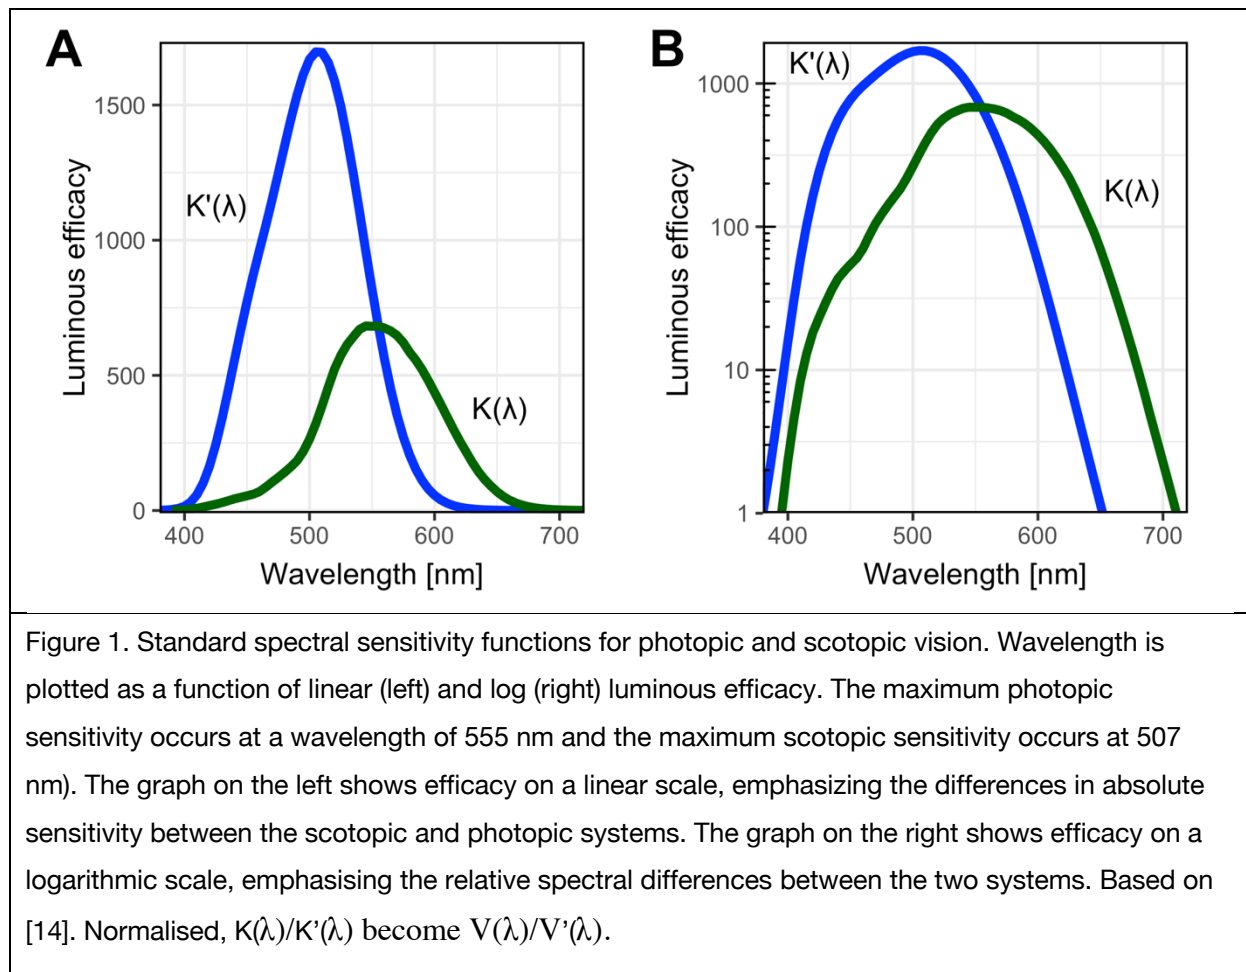 A
B
K'(λ)
K(λ)
Luminous efficacy
1500
1000
500
0
400 500 600 700
Wavelength [nm]
K'(λ)
K(λ)
Luminous efficacy
1000
100
10
1
400 500 600 700
Wavelength [nm]
Figure 1. Standard spectral sensitivity functions for photopic and scotopic vision. Wavelength is
plotted as a function of linear (left) and log (right) luminous efficacy. The maximum photopic
sensitivity occurs at a wavelength of 555 nm and the maximum scotopic sensitivity occurs at 507
nm). The graph on the left shows efficacy on a linear scale, emphasizing the differences in absolute
sensitivity between the scotopic and photopic systems. The graph on the right shows efficacy on a
logarithmic scale, emphasising the relative spectral differences between the two systems. Based on
[14]. Normalised, K(λ)/K’(λ) become V(λ)/V’(λ).